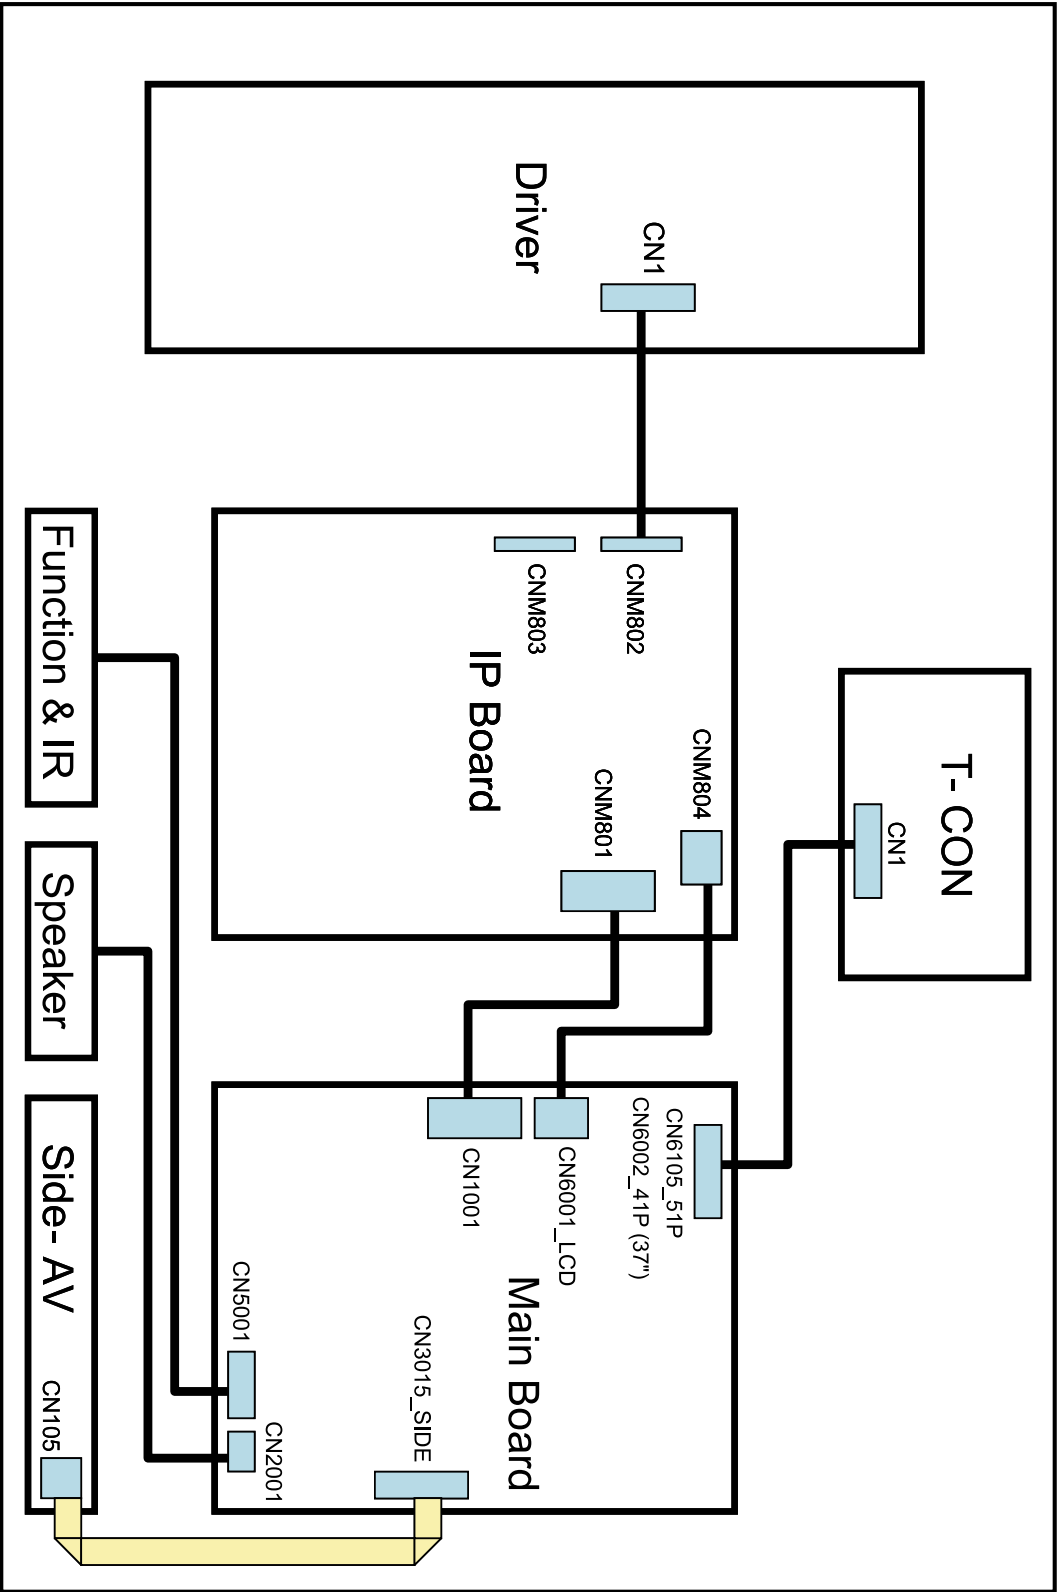 T- CON
CN1
Driver
CN1
IP Board
CNM802
CNM803
CNM804
CNM801
Main Board
CN6105_51P
CN6002_41P (37")
CN6001_LCD
CN1001
CN3015_SIDE
CN5001
CN2001
Function & IR
Speaker
Side- AV
CN105